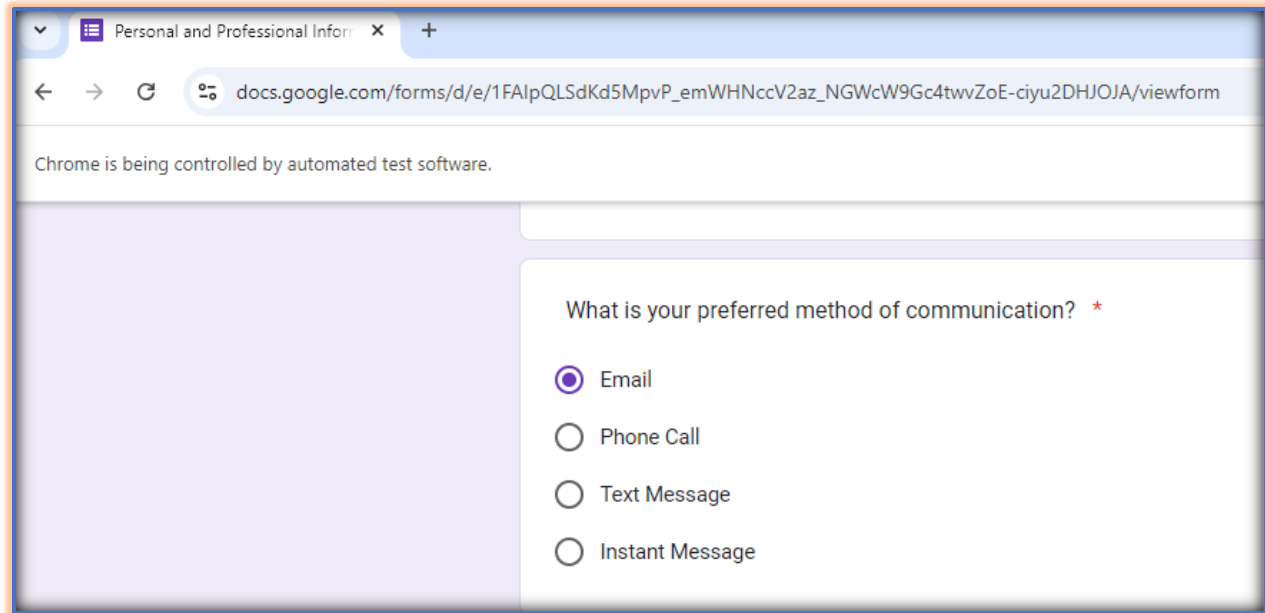 Personal and Professional Inforr
docs.google.com/forms/d/e/1FAIpQLSdKd5MpvP_emWHNccV2az_NGWcW9Gc4twvZoE-ciyu2DHJOJA/viewform
Chrome is being controlled by automated test software.
What is your preferred method of communication? *
Email
Phone Call
Text Message
Instant Message